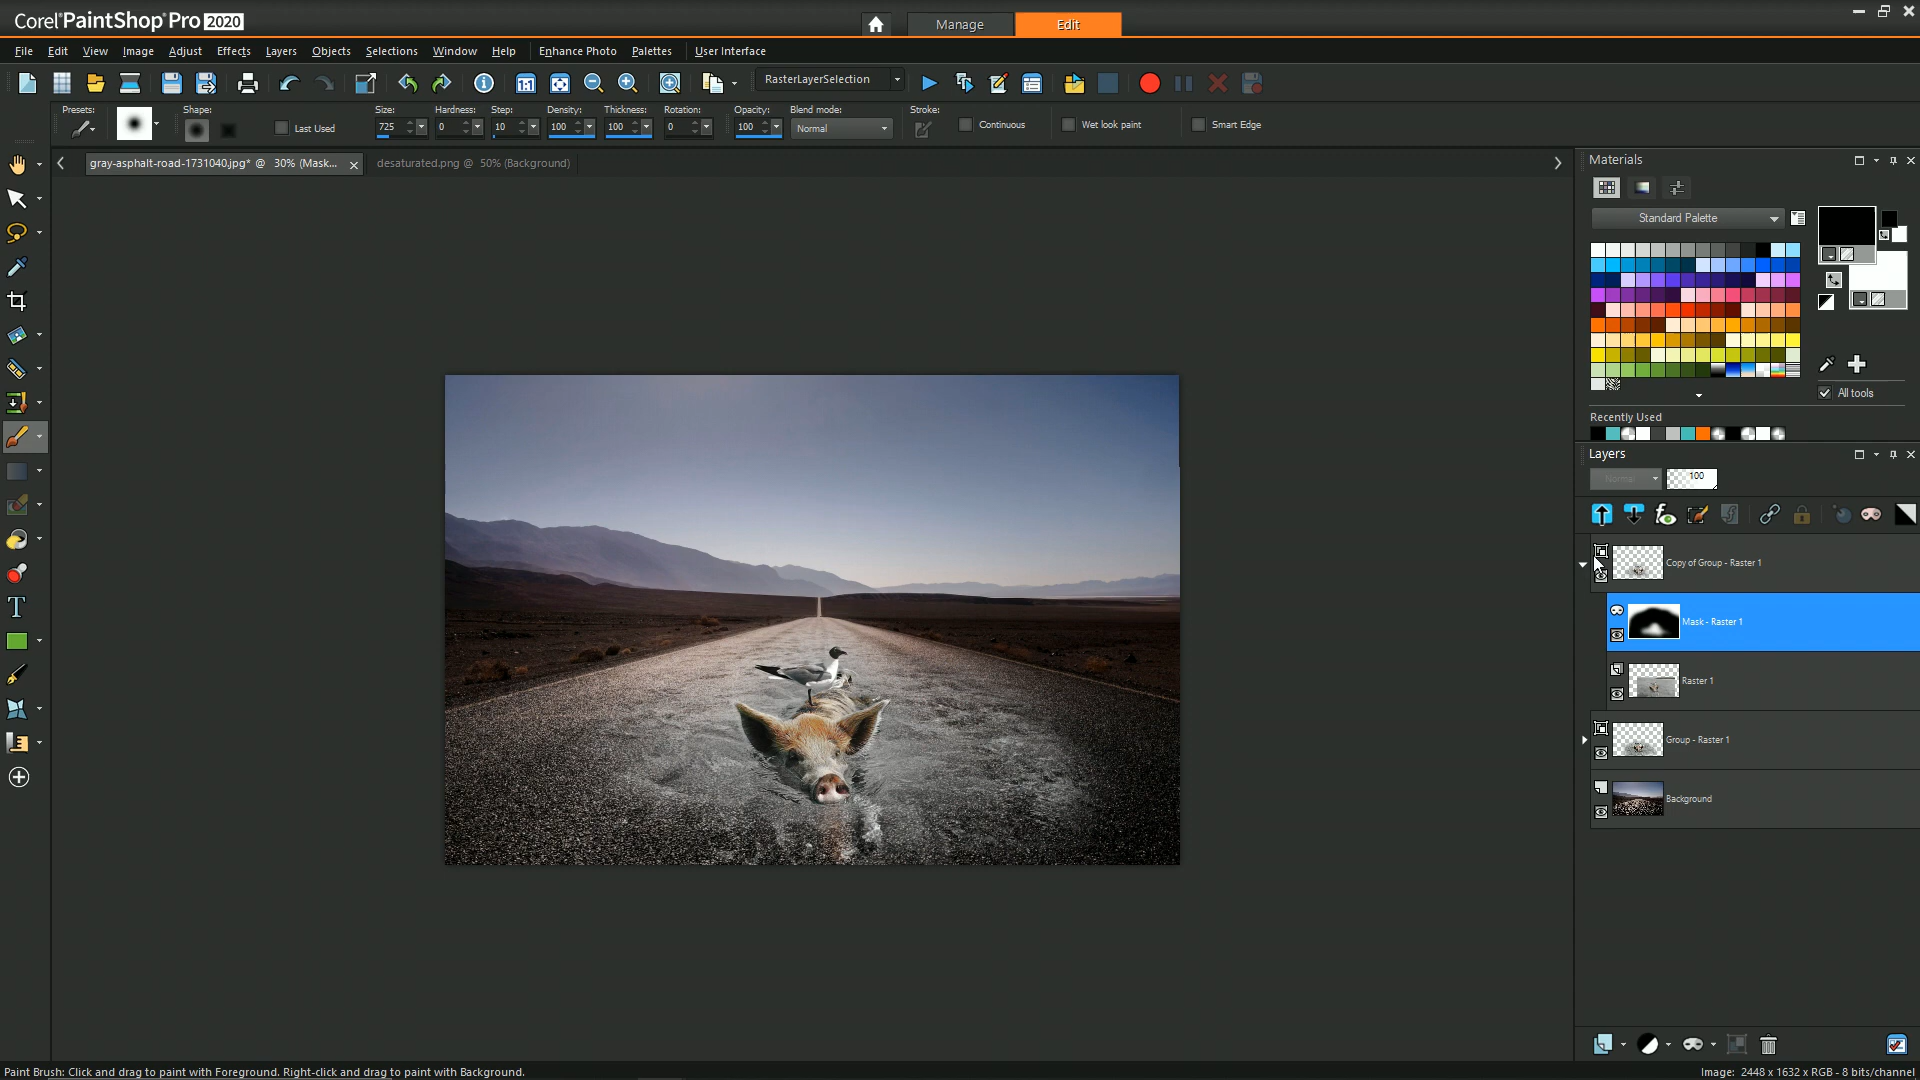 Corel PaintShop Pro 2020
Manage
Edit
File Edit View Image Adjust Effects Layers Objects Selections Window Help Enhance Photo Palettes User Interface
RasterLayerSelection
Presets: Shape: Size: Hardness: Step: Density: Thickness: Rotation: Opacity: Blend mode: Stroke:
Last Used 725 0 10 100 100 0 100 Normal Continuous Wet look paint Smart Edge
gray-asphalt-road-1731040.jpg* @ 30% (Mask...
desaturated.png @ 50% (Background)
Materials
Standard Palette
All tools
Recently Used
Layers
Normal 100
Copy of Group - Raster 1
Mask - Raster 1
Raster 1
Group - Raster 1
Background
Paint Brush: Click and drag to paint with Foreground. Right-click and drag to paint with Background.
Image: 2448 x 1632 x RGB - 8 bits/channel